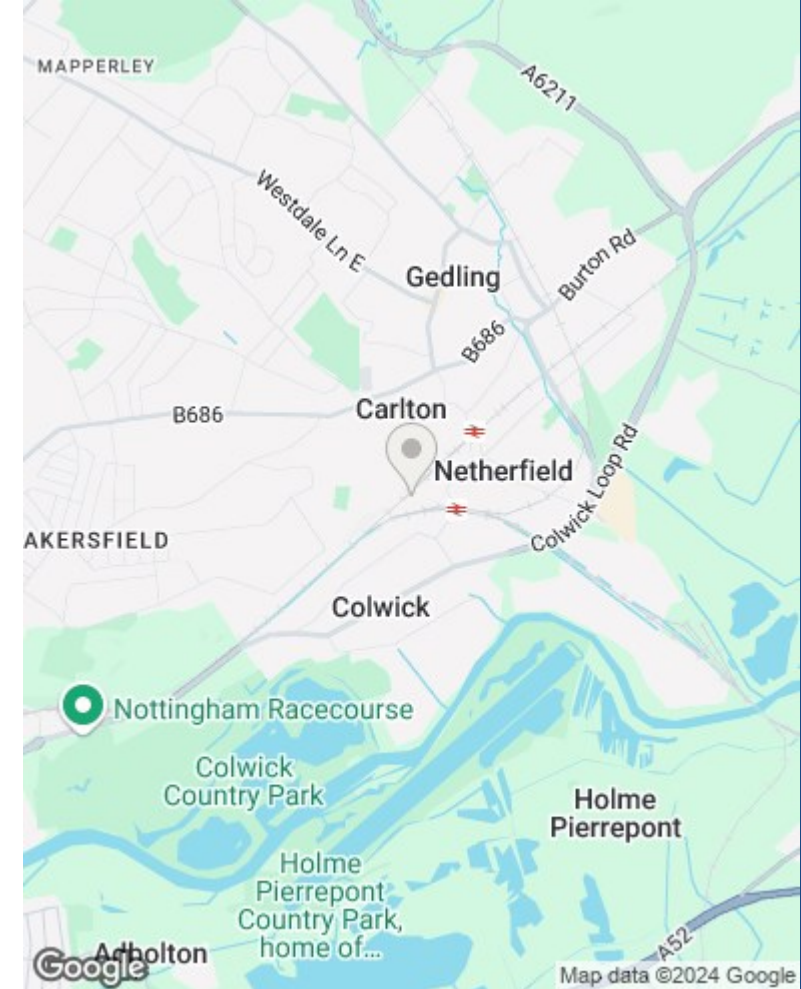 MAPPERLEY
A6211
Westdale Ln E
Burton Rd
Gedling
B686
Carlton
B686
Netherfield
Colwick Loop Rd
AKERSFIELD
Colwick
Nottingham Racecourse
Colwick
Country Park
Holme
Pierrepont
Holme
Pierrepont
Country Park,
home of...
A52
Adbolton
Google
Map data ©2024 Google